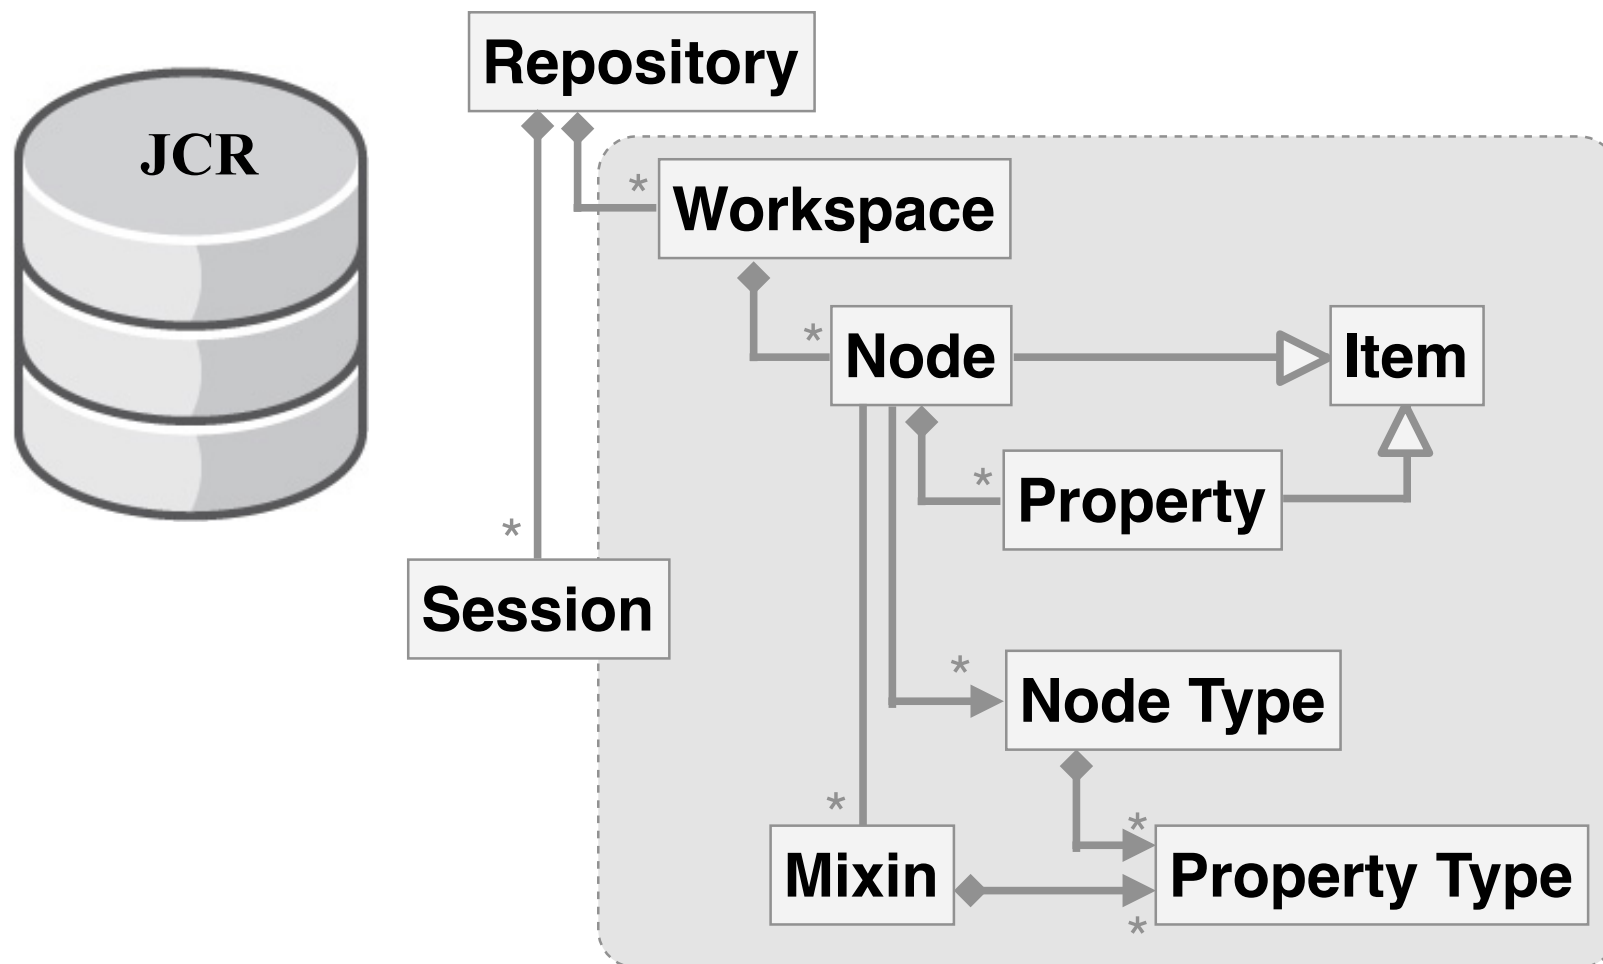 Repository
JCR
*
Workspace
*
Node
Item
*
Property
*
Session
*
Node Type
*
*
Mixin
Property Type
*